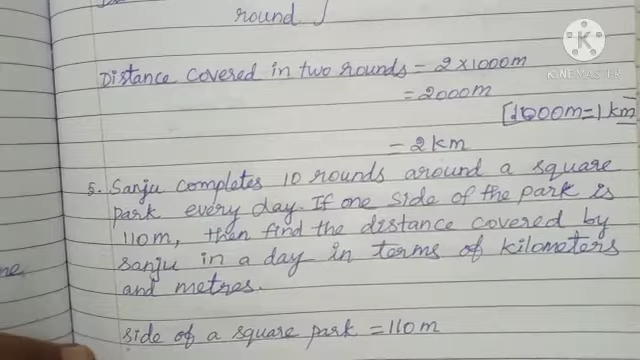 round
Distance covered in two rounds = 2 × 1000m
= 2000m
[1000m=1 km
= 2 km
5. Sanju completes 10 rounds around a square
park every day. If one side of the park is
110m, then find the distance covered by
Sanju in a day in terms of kilometers
and metres.
side of a square park = 110 m
KINEMASTER